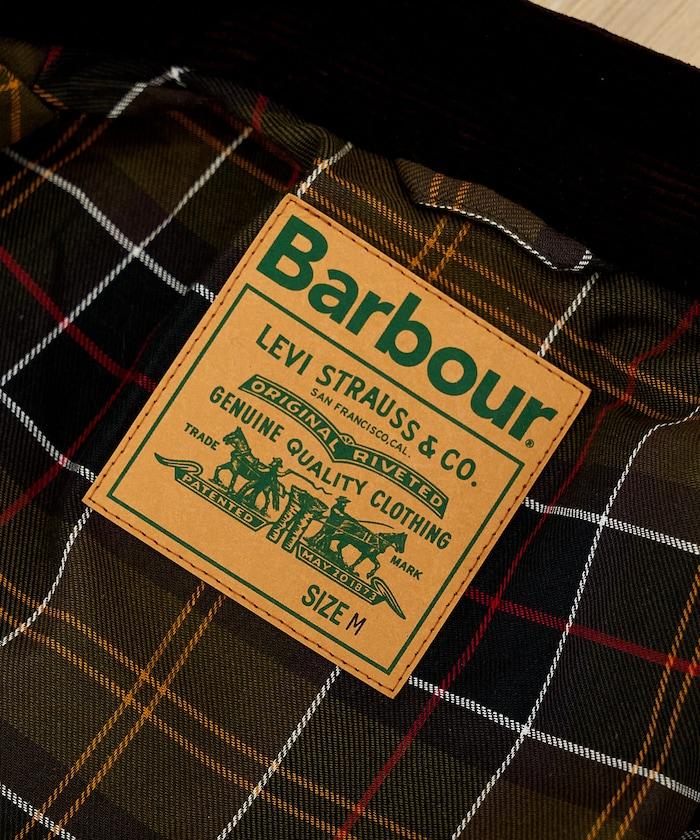 Barbour®
LEVI STRAUSS & CO.
SAN FRANCISCO, CAL.
ORIGINAL RIVETED
GENUINE QUALITY CLOTHING
TRADE MARK
PATENTED MAY 20 1873
SIZE M